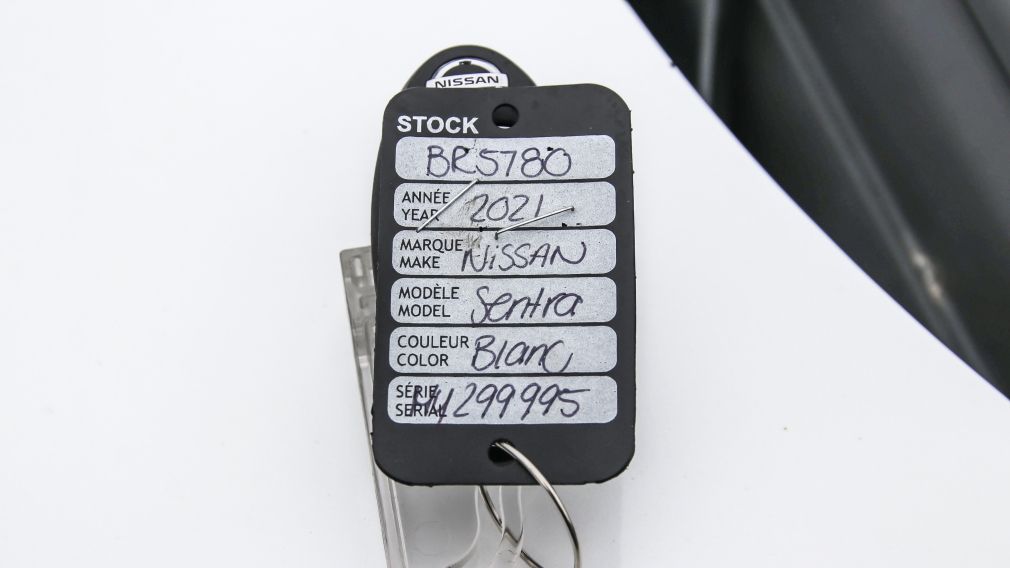 NISSAN
STOCK
BR5780
ANNÉE
YEAR 2021
MARQUE
MAKE NISSAN
MODÈLE
MODEL Sentra
COULEUR
COLOR Blanc
SÉRIE
SERIAL MY299995